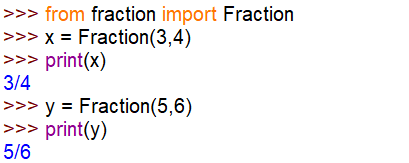 >>> from fraction import Fraction
>>> x = Fraction(3,4)
>>> print(x)
3/4
>>> y = Fraction(5,6)
>>> print(y)
5/6